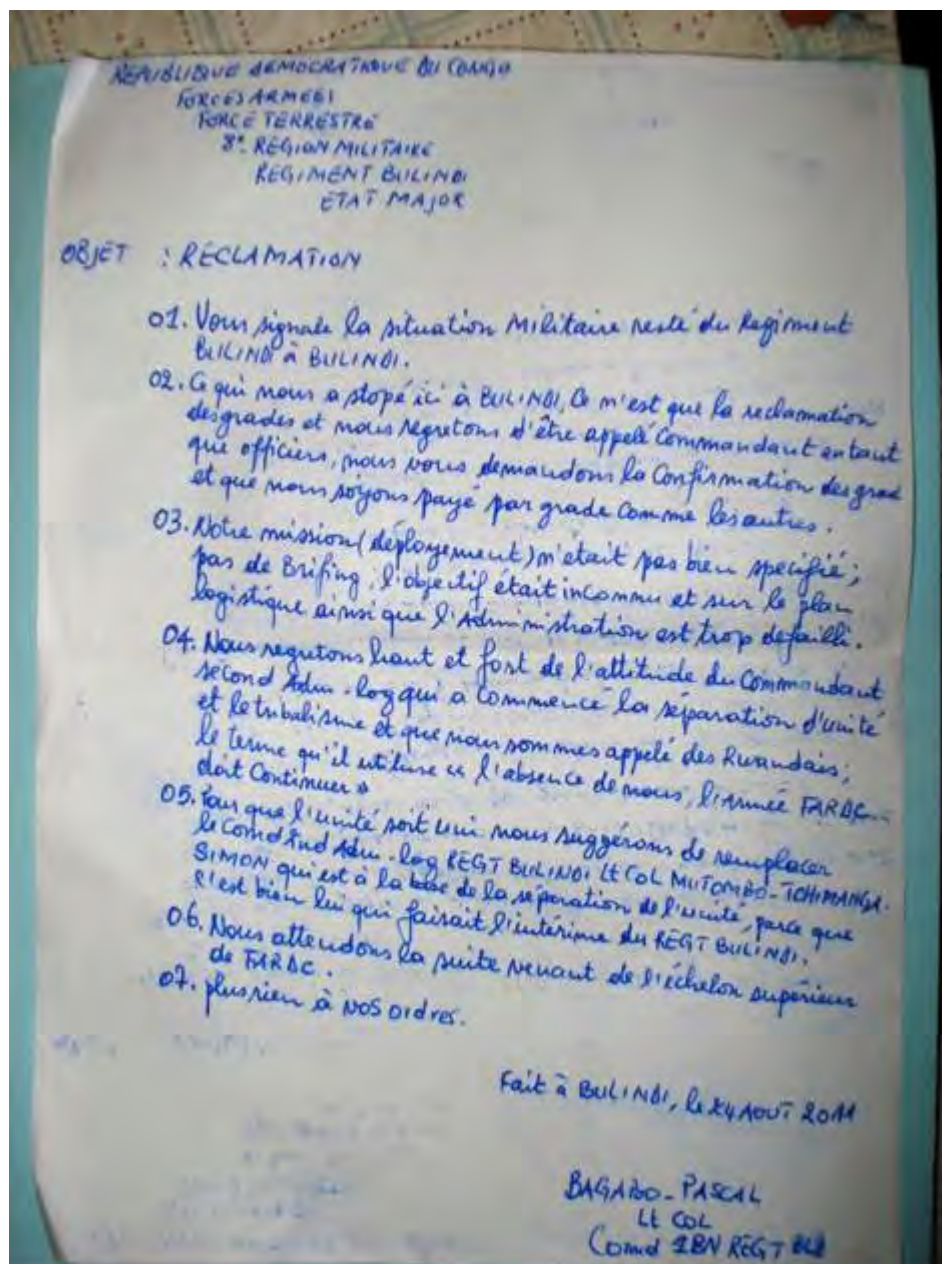 REPUBLIQUE DEMOCRATIQUE DU CONGO
FORCES ARMEES
FORCE TERRESTRE
8e. REGION MILITAIRE
REGIMENT BULINDI
ETAT MAJOR
OBJET : RECLAMATION
01. Vous signale la situation Militaire resté du Regiment
BULINDI à BULINDI.
02. Ce qui nous a stopé ici à BULINDI, Ce n'est que la reclamation
des grades et nous regretons d'être appelé Commandant entant
que officiers, nous vous demandons la Confirmation des grad
et que nous soyons payé par grade comme les autres.
03. Notre mission (déployement) n'était pas bien specifié;
pas de Brifing, l'objectif était inconnu et sur le plan
logistique ainsi que l'Administration est trop defailli.
04. Nous regretons haut et fort de l'attitude du Commandant
second Adm-log qui a commencé la séparation d'unité
et le tribalisme et que nous sommes appelé des Rwandais;
le terme qu'il utilise « l'absence de nous, l'Armée FARDC
doit Continuer »
05. Pour que l'unité soit uni nous suggérons de remplacer
le Comd 2nd Adm-log REGT BULINDI Lt COL MUTOMBO-TCHIMANGA-
SIMON qui est à la base de la séparation de l'unité, parce que
c'est bien lui qui faisait l'intérime du REGT BULINDI.
06. Nous attendons la suite venant de l'échelon supérieur
de FARDC.
07. plus rien à nos ordres.
Fait à BULINDI, le 24 AOUT 2011
BAGABO-PASCAL
Lt COL
Comd 1BN REGT BLI